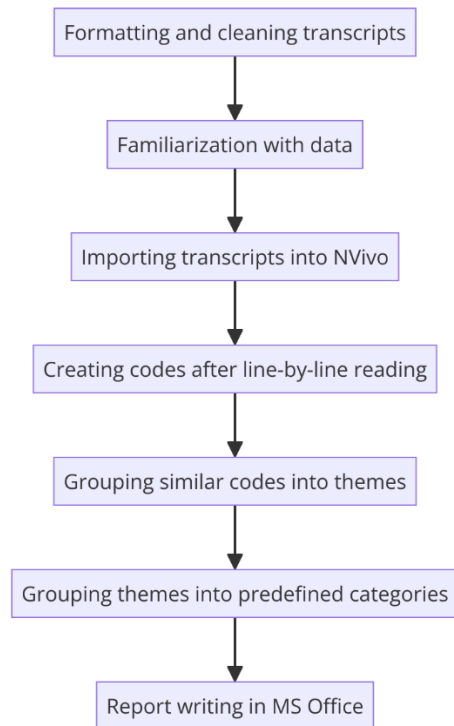 Formatting and cleaning transcripts
Familiarization with data
Importing transcripts into NVivo
Creating codes after line-by-line reading
Grouping similar codes into themes
Grouping themes into predefined categories
Report writing in MS Office